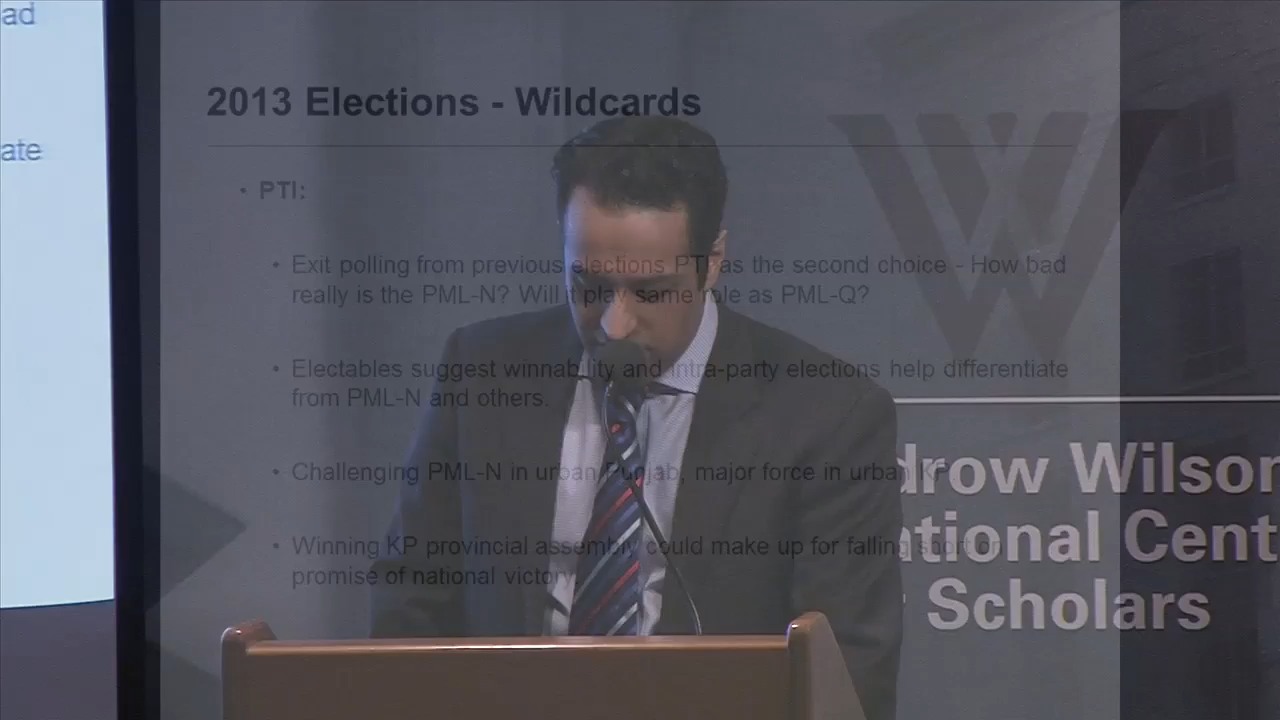 ad
ate
2013 Elections - Wildcards
• PTI:
• Exit polling from previous elections PTI as the second choice - How bad
really is the PML-N? Will it play same role as PML-Q?
• Electables suggest winnability and intra-party elections help differentiate
from PML-N and others.
• Challenging PML-N in urban Punjab, major force in urban KP
• Winning KP provincial assembly could make up for falling short on
promise of national victory.
W
drow Wilson
ational Cent
Scholars